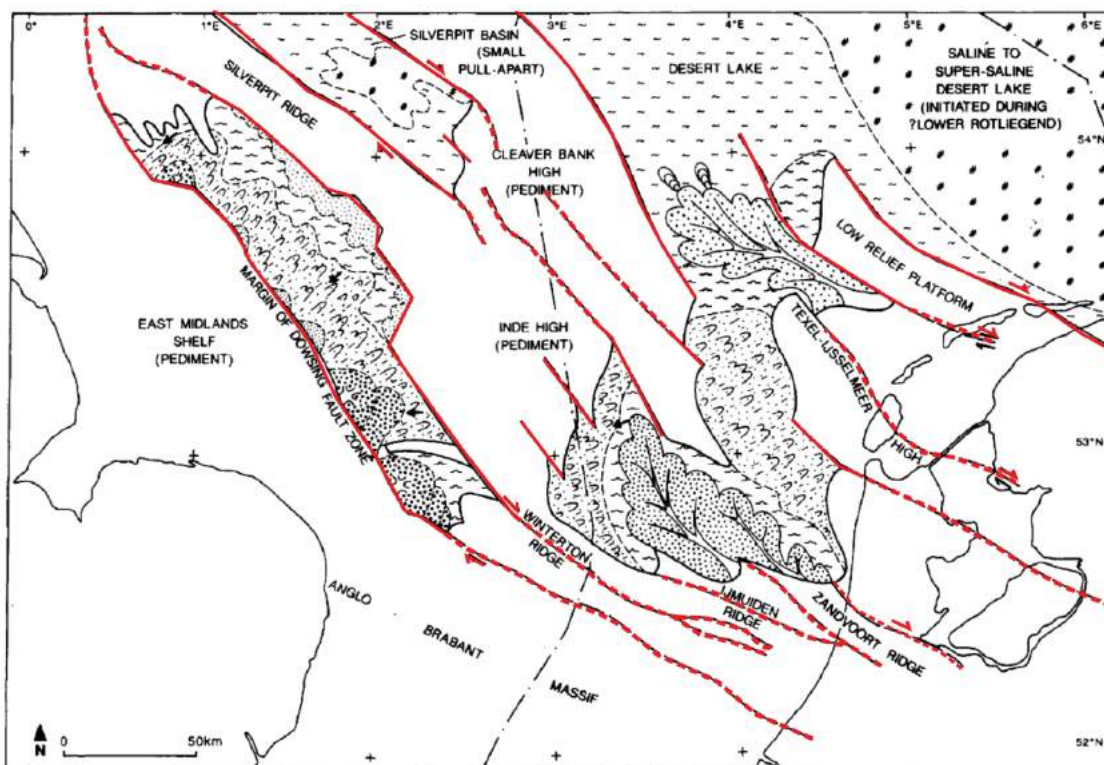 0°
1°E
2°E
3°E
4°E
5°E
6°E
SILVERPIT BASIN
(SMALL
PULL-APART)
SILVERPIT RIDGE
DESERT LAKE
SALINE TO
SUPER-SALINE
DESERT LAKE
(INITIATED DURING
?LOWER ROTLIEGEND)
54°N
CLEAVER BANK
HIGH
(PEDIMENT)
LOW RELIEF PLATFORM
EAST MIDLANDS
SHELF
(PEDIMENT)
MARGIN OF DOWSING FAULT ZONE
INDE HIGH
(PEDIMENT)
TEXEL-IJSSELMEER
HIGH
53°N
WINTERTON
RIDGE
IJMUIDEN
RIDGE
ZANDVOORT RIDGE
ANGLO
BRABANT
MASSIF
N
0
50km
52°N